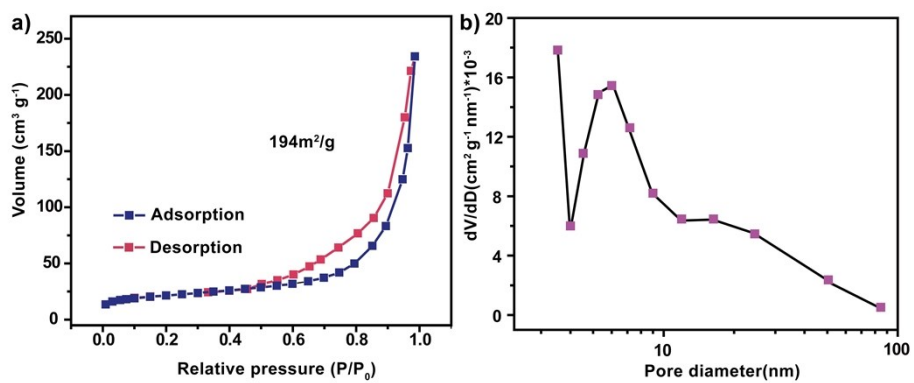 a)
250
200
150
100
50
0
Volume (cm³ g⁻¹)
194m²/g
Adsorption
Desorption
0.0 0.2 0.4 0.6 0.8 1.0
Relative pressure (P/P₀)
b)
20
16
12
8
4
0
dV/dD(cm² g⁻¹ nm⁻¹)*10⁻³
10 100
Pore diameter(nm)